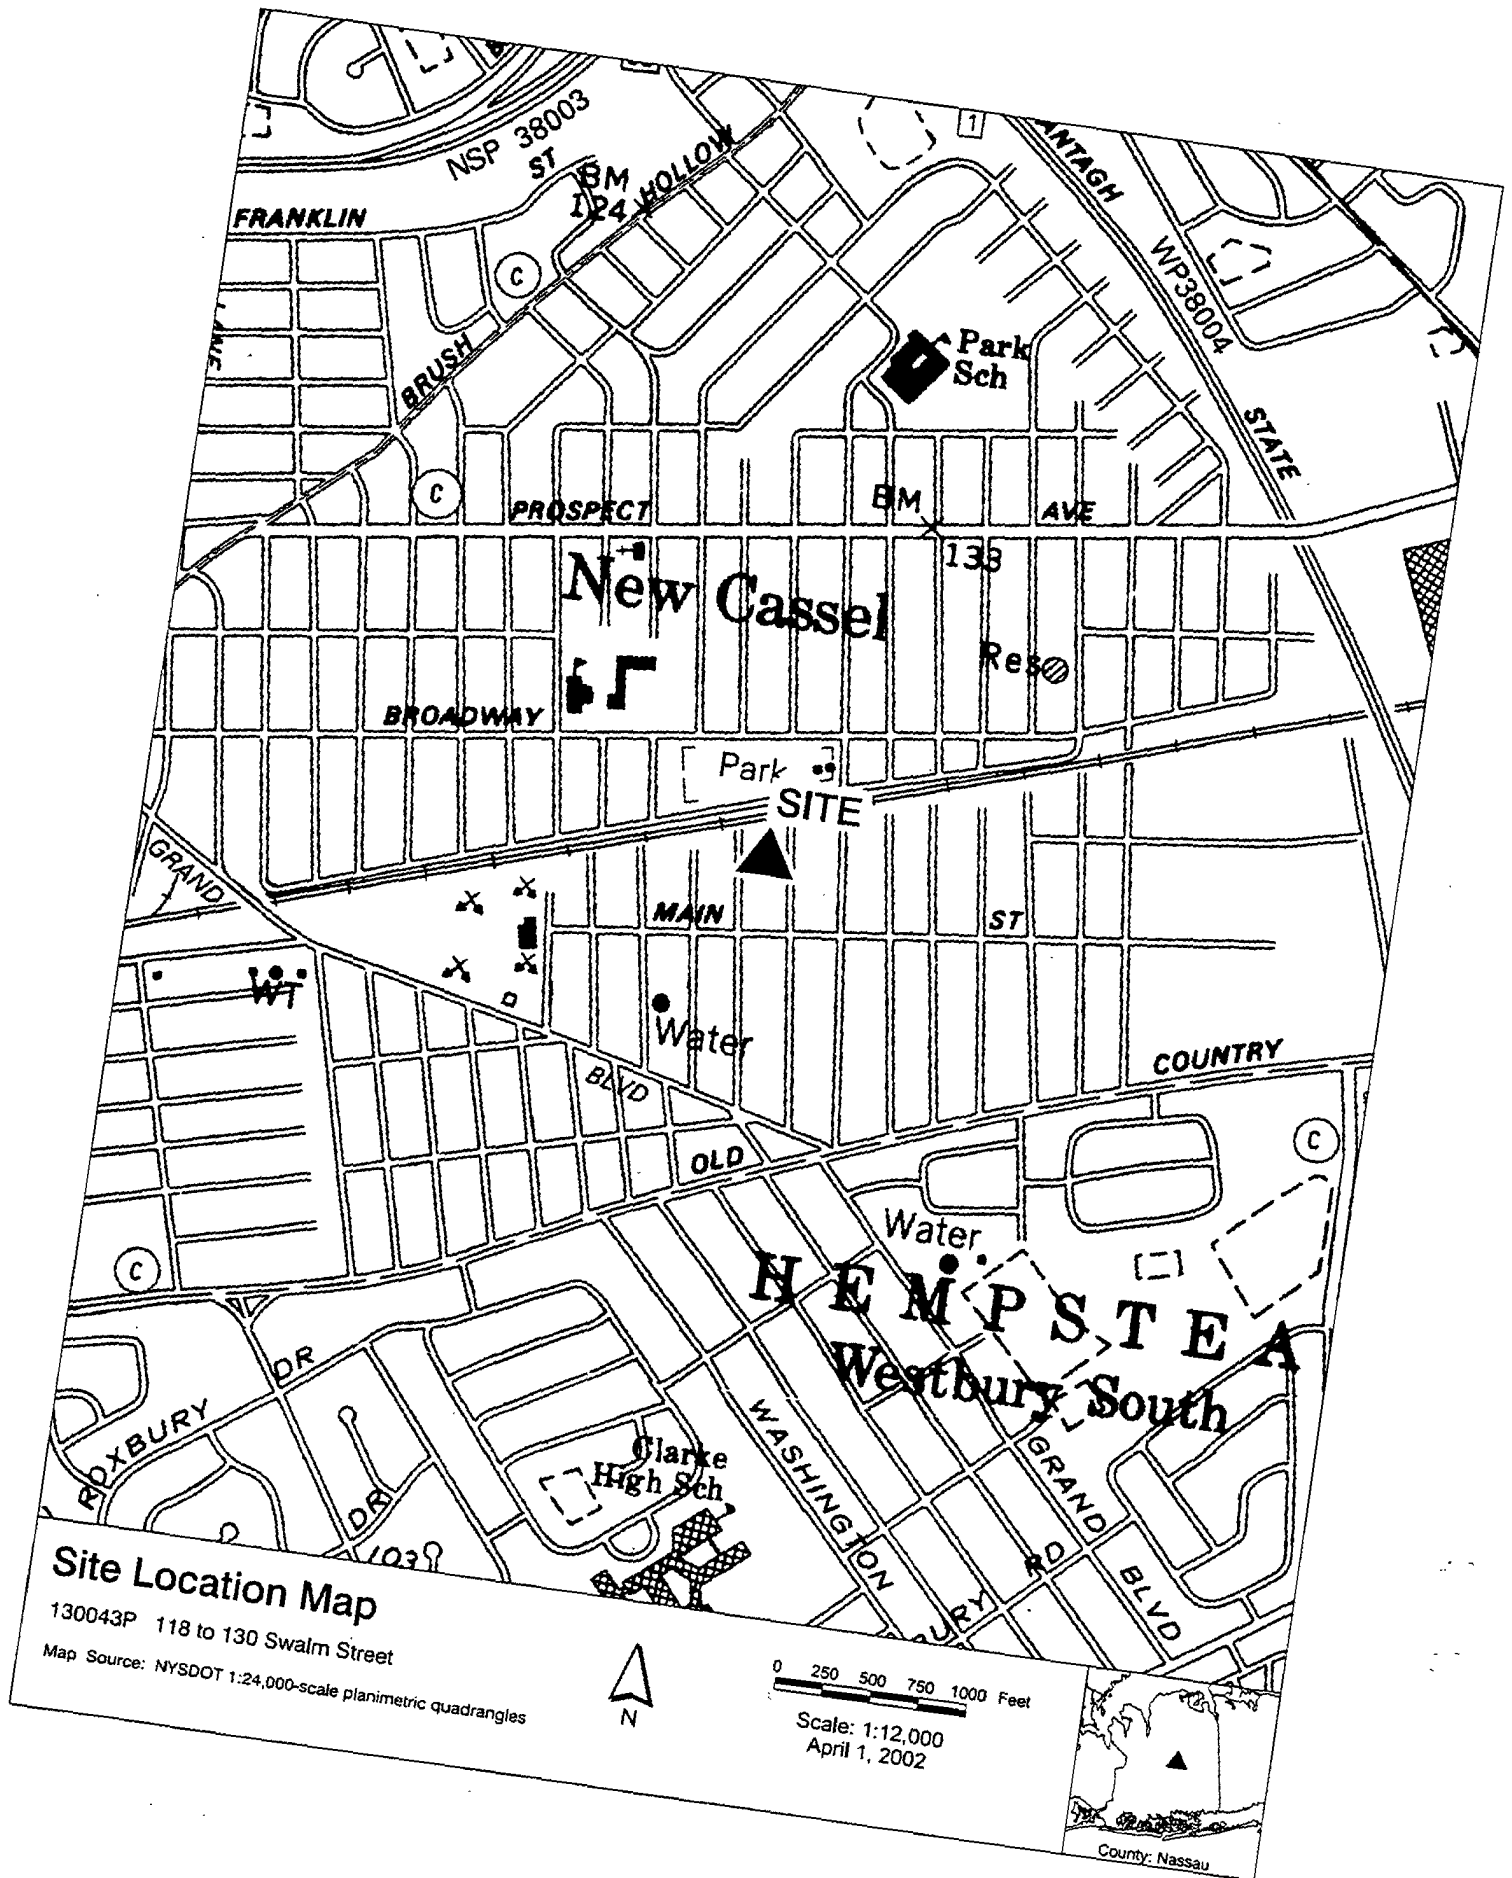 1
NSP 38003
ST
BM
124
HOLLOW
ANTAGH
FRANKLIN
WP38004
C
AVE
BRUSH
Park
Sch
STATE
C
PROSPECT
BM
AVE
133
New Cassel
Res
BROADWAY
Park
SITE
GRAND
MAIN
ST
WT
Water
BLVD
COUNTRY
OLD
C
Water
C
HEMPSTEA
Westbury South
DR
ROXBURY
WASHINGTON
Clarke
High Sch
GRAND
DR
103
RD
BLVD
BURY
Site Location Map
130043P 118 to 130 Swalm Street
Map Source: NYSDOT 1:24,000-scale planimetric quadrangles
N
0 250 500 750 1000 Feet
Scale: 1:12,000
April 1, 2002
County: Nassau